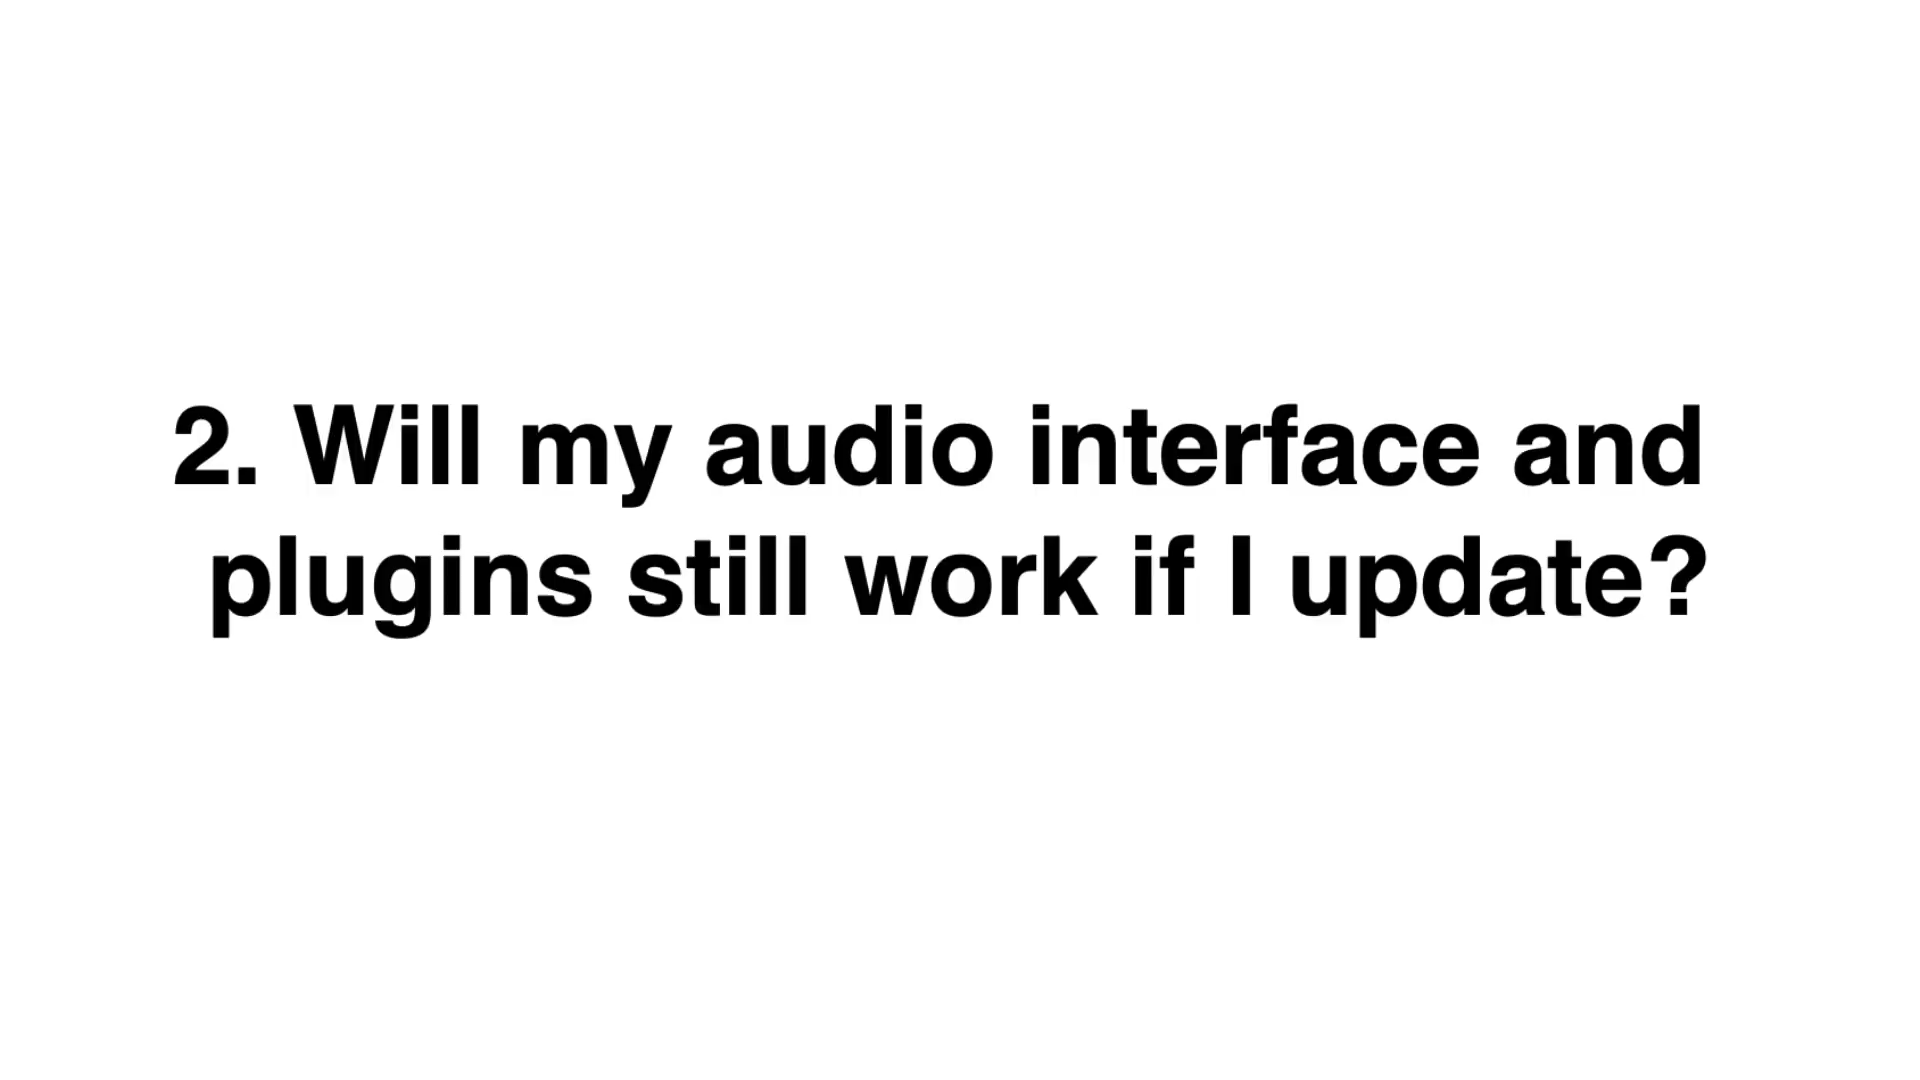 2. Will my audio interface and
plugins still work if I update?